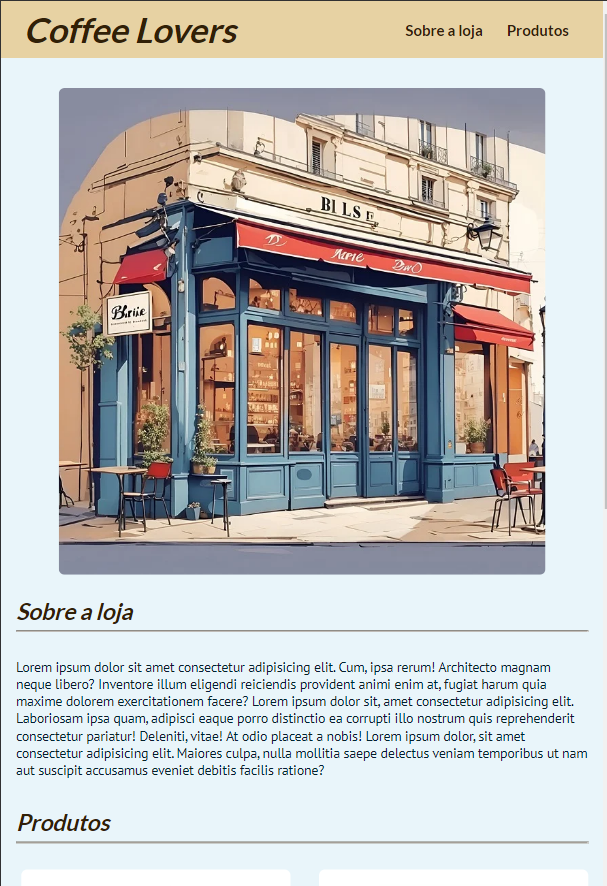 Coffee Lovers
Sobre a loja
Produtos
Sobre a loja
Lorem ipsum dolor sit amet consectetur adipisicing elit. Cum, ipsa rerum! Architecto magnam
neque libero? Inventore illum eligendi reiciendis provident animi enim at, fugiat harum quia
maxime dolorem exercitationem facere? Lorem ipsum dolor sit, amet consectetur adipisicing elit.
Laboriosam ipsa quam, adipisci eaque porro distinctio ea corrupti illo nostrum quis reprehenderit
consectetur pariatur! Deleniti, vitae! At odio placeat a nobis! Lorem ipsum dolor, sit amet
consectetur adipisicing elit. Maiores culpa, nulla mollitia saepe delectus veniam temporibus ut nam
aut suscipit accusamus eveniet debitis facilis ratione?
Produtos